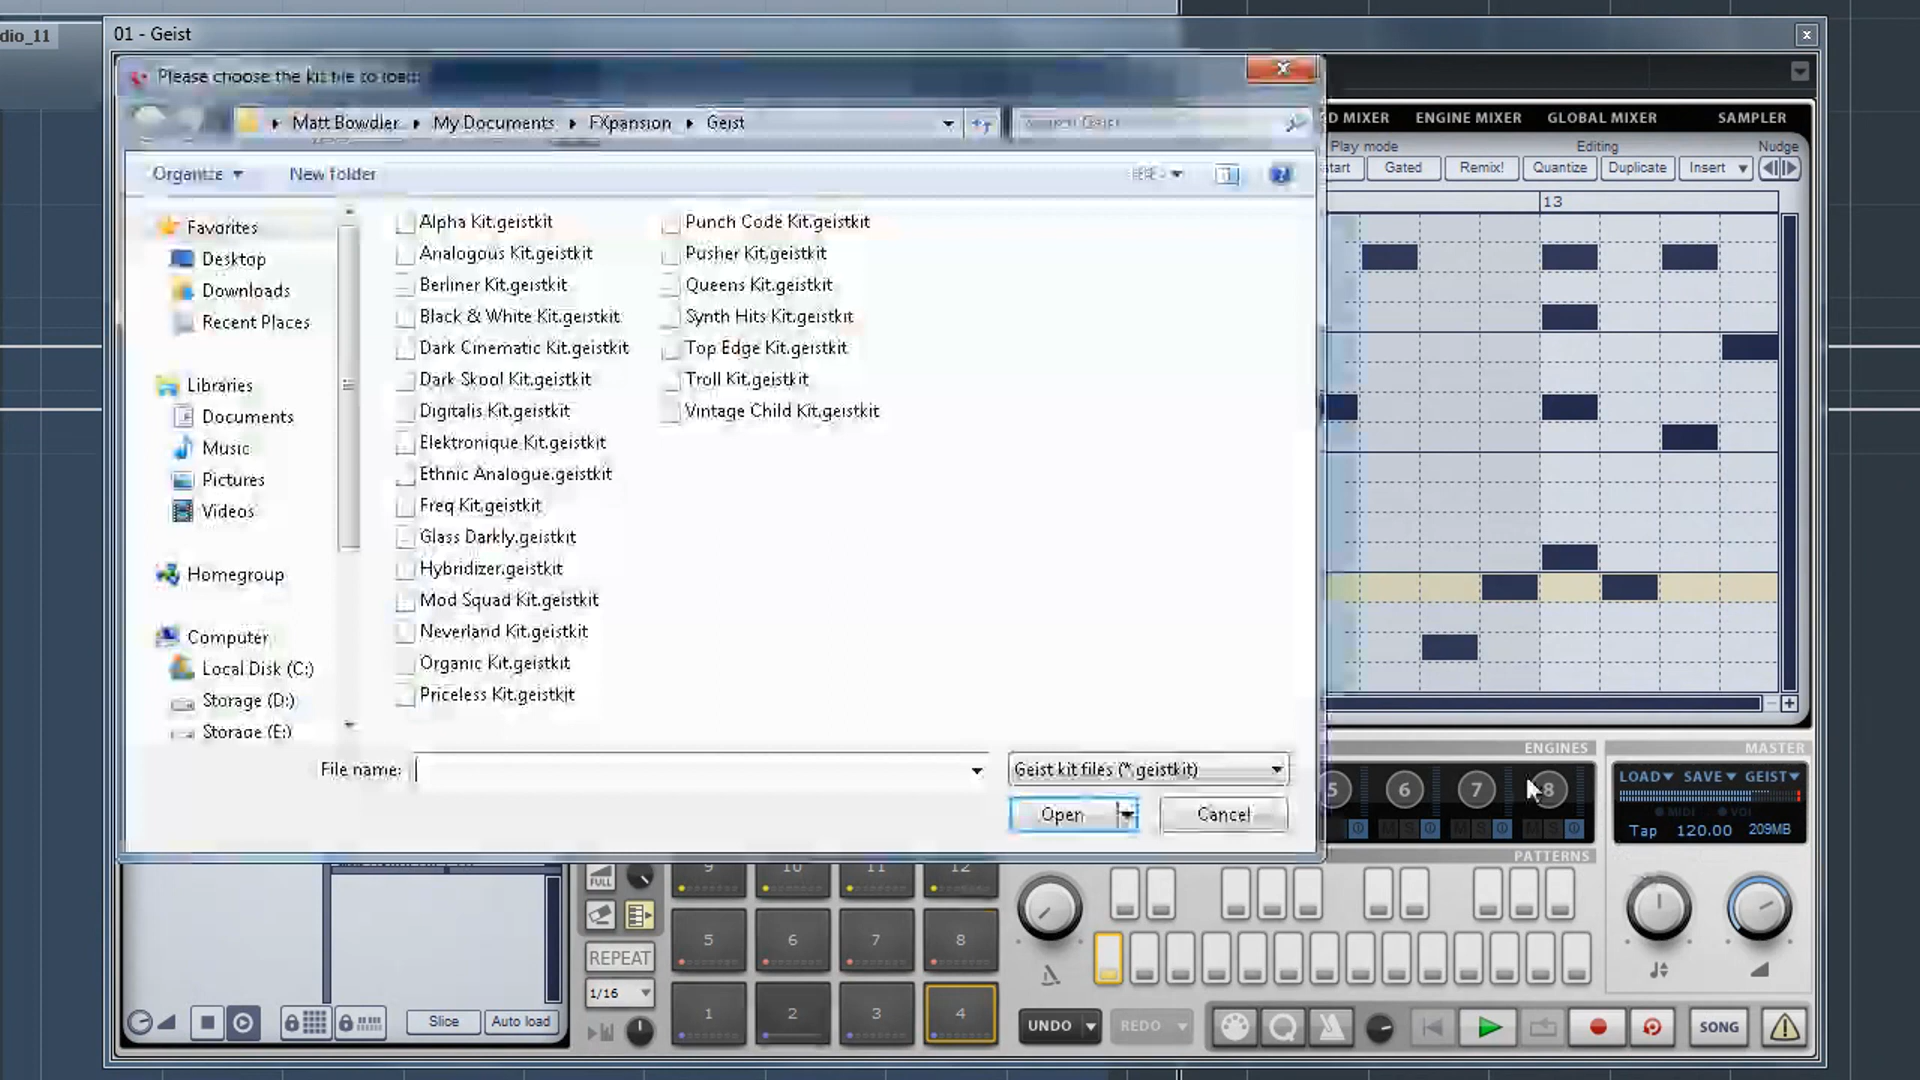 dio_11
01 - Geist
Please choose the kit file to load:
Matt Bowdler
My Documents
FXpansion
Geist
Organize
New folder
Favorites
Desktop
Downloads
Recent Places
Libraries
Documents
Music
Pictures
Videos
Homegroup
Computer
Local Disk (C:)
Storage (D:)
Storage (E:)
Alpha Kit.geistkit
Analogous Kit.geistkit
Berliner Kit.geistkit
Black & White Kit.geistkit
Dark Cinematic Kit.geistkit
Dark Skool Kit.geistkit
Digitalis Kit.geistkit
Elektronique Kit.geistkit
Ethnic Analogue.geistkit
Freq Kit.geistkit
Glass Darkly.geistkit
Hybridizer.geistkit
Mod Squad Kit.geistkit
Neverland Kit.geistkit
Organic Kit.geistkit
Priceless Kit.geistkit
Punch Code Kit.geistkit
Pusher Kit.geistkit
Queens Kit.geistkit
Synth Hits Kit.geistkit
Top Edge Kit.geistkit
Troll Kit.geistkit
Vintage Child Kit.geistkit
File name:
Geist kit files (*.geistkit)
Open
Cancel
D MIXER ENGINE MIXER GLOBAL MIXER SAMPLER
Play mode Editing Nudge
tart Gated Remix! Quantize Duplicate Insert
13
ENGINES
5 6 7 8
M S M S M S
MASTER
LOAD SAVE GEIST
MIDI
Tap 120.00 209MB
PATTERNS
FULL
9 10 11 12
5 6 7 8
REPEAT
1/16
1 2 3 4
Slice
Auto load
UNDO
REDO
SONG